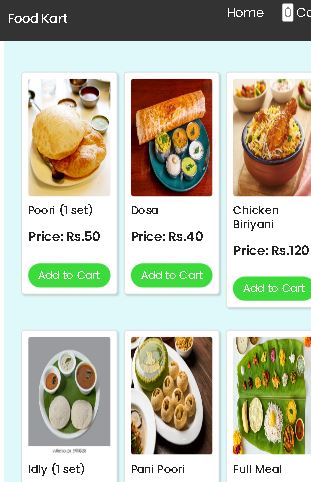 Food Kart
Home
0 Ca
Poori (1 set)
Dosa
Chicken
Biriyani
Price: Rs.50
Price: Rs.40
Price: Rs.120
Add to Cart
Add to Cart
Add to Cart
Idly (1 set)
Pani Poori
Full Meal